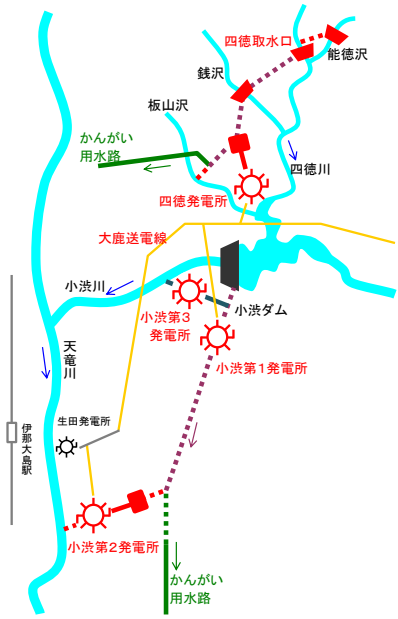 四徳取水口
能徳沢
銭沢
板山沢
かんがい
用水路
四徳川
四徳発電所
大鹿送電線
小渋川
小渋ダム
小渋第3
発電所
小渋第1発電所
天竜川
生田発電所
伊那大島駅
小渋第2発電所
かんがい
用水路